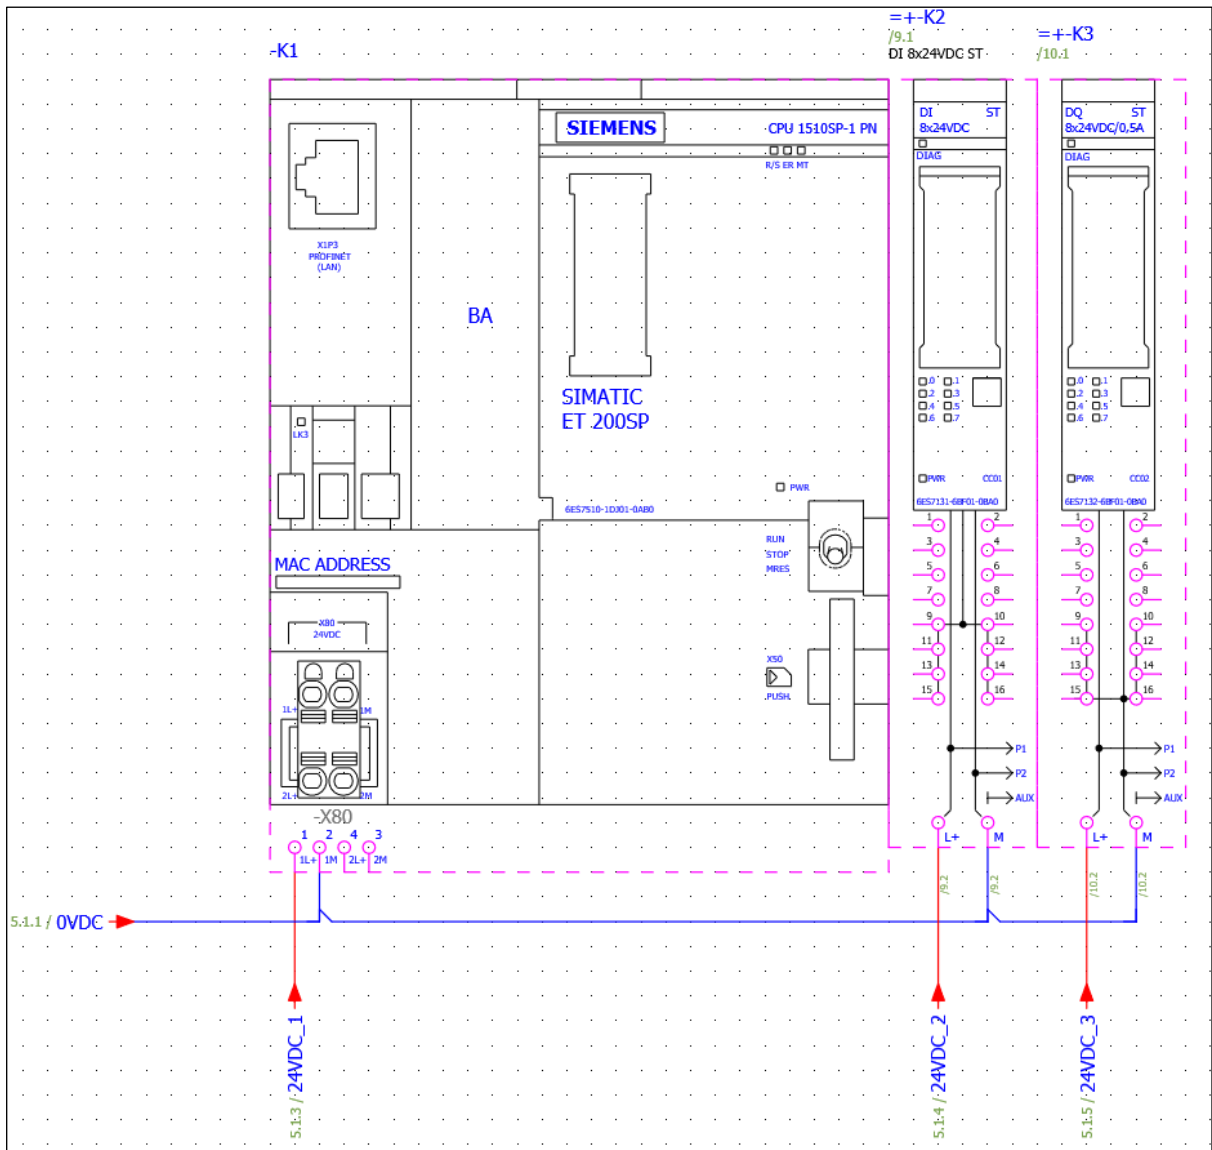 =+-K2
/9.1
DI 8x24VDC ST
=+-K3
/10.1
-K1
SIEMENS
CPU 1510SP-1 PN
R/S ER MT
X1P3
PROFINET
(LAN)
BA
SIMATIC
ET 200SP
LK3
PWR
6ES7510-1DJ01-0AB0
RUN
STOP
MRES
MAC ADDRESS
X80
24VDC
1L+
1M
2L+
2M
X50
PUSH
-X80
1 2 4 3
1L+ 1M 2L+ 2M
DI ST
8x24VDC
DIAG
.0 .1
.2 .3
.4 .5
.6 .7
PWR CC01
6ES7131-6BF01-0BA0
1 2
3 4
5 6
7 8
9 10
11 12
13 14
15 16
P1
P2
AUX
L+ M
/9.2 /9.2
DQ ST
8x24VDC/0,5A
DIAG
.0 .1
.2 .3
.4 .5
.6 .7
PWR CC02
6ES7132-6BF01-0BA0
1 2
3 4
5 6
7 8
9 10
11 12
13 14
15 16
P1
P2
AUX
L+ M
/10.2 /10.2
5.1.1 / 0VDC
5.1.3 / 24VDC_1
5.1.4 / 24VDC_2
5.1.5 / 24VDC_3